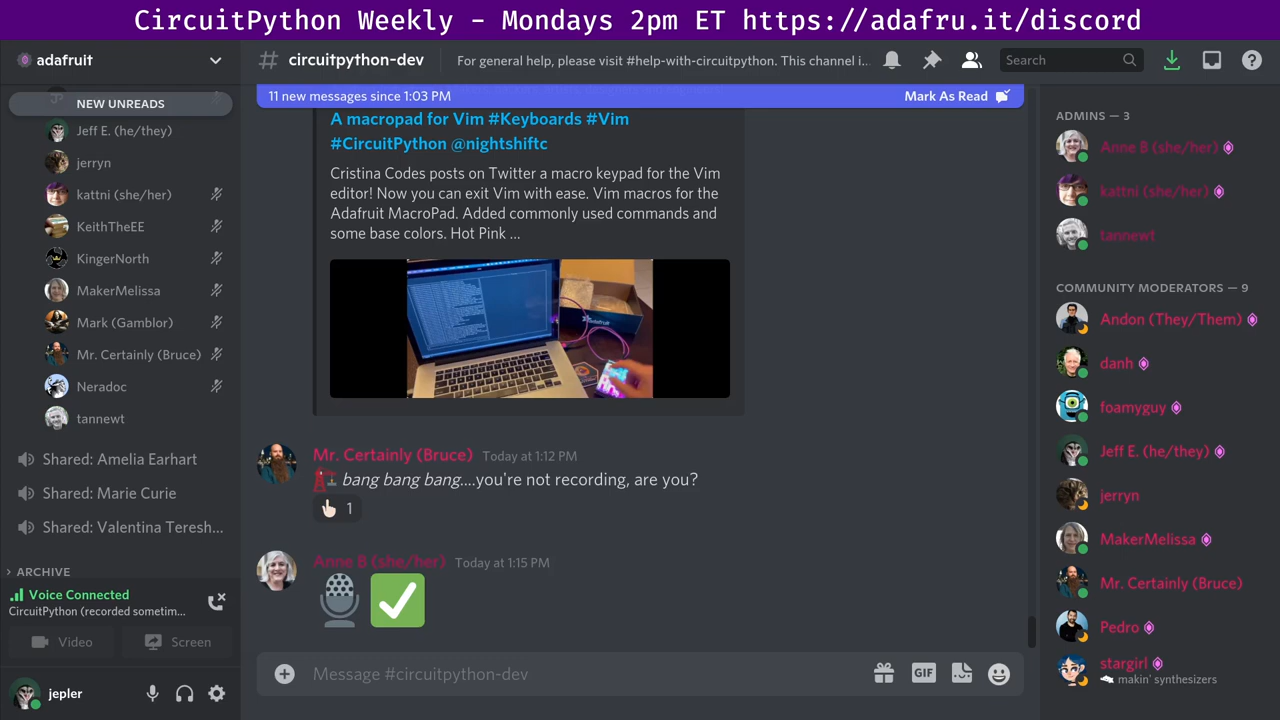 CircuitPython Weekly - Mondays 2pm ET https://adafru.it/discord
adafruit
NEW UNREADS
Jeff E. (he/they)
jerryn
kattni (she/her)
KeithTheEE
KingerNorth
MakerMelissa
Mark (Gamblor)
Mr. Certainly (Bruce)
Neradoc
tannewt
Shared: Amelia Earhart
Shared: Marie Curie
Shared: Valentina Teresh...
ARCHIVE
Voice Connected
CircuitPython (recorded sometim...
Video Screen
jepler
# circuitpython-dev
For general help, please visit #help-with-circuitpython. This channel i...
Search
11 new messages since 1:03 PM
Mark As Read
A macropad for Vim #Keyboards #Vim
#CircuitPython @nightshiftc
Cristina Codes posts on Twitter a macro keypad for the Vim
editor! Now you can exit Vim with ease. Vim macros for the
Adafruit MacroPad. Added commonly used commands and
some base colors. Hot Pink ...
Mr. Certainly (Bruce) Today at 1:12 PM
bang bang bang....you're not recording, are you?
1
Anne B (she/her) Today at 1:15 PM
Message #circuitpython-dev
GIF
ADMINS — 3
Anne B (she/her)
kattni (she/her)
tannewt
COMMUNITY MODERATORS — 9
Andon (They/Them)
danh
foamyguy
Jeff E. (he/they)
jerryn
MakerMelissa
Mr. Certainly (Bruce)
Pedro
stargirl
makin' synthesizers